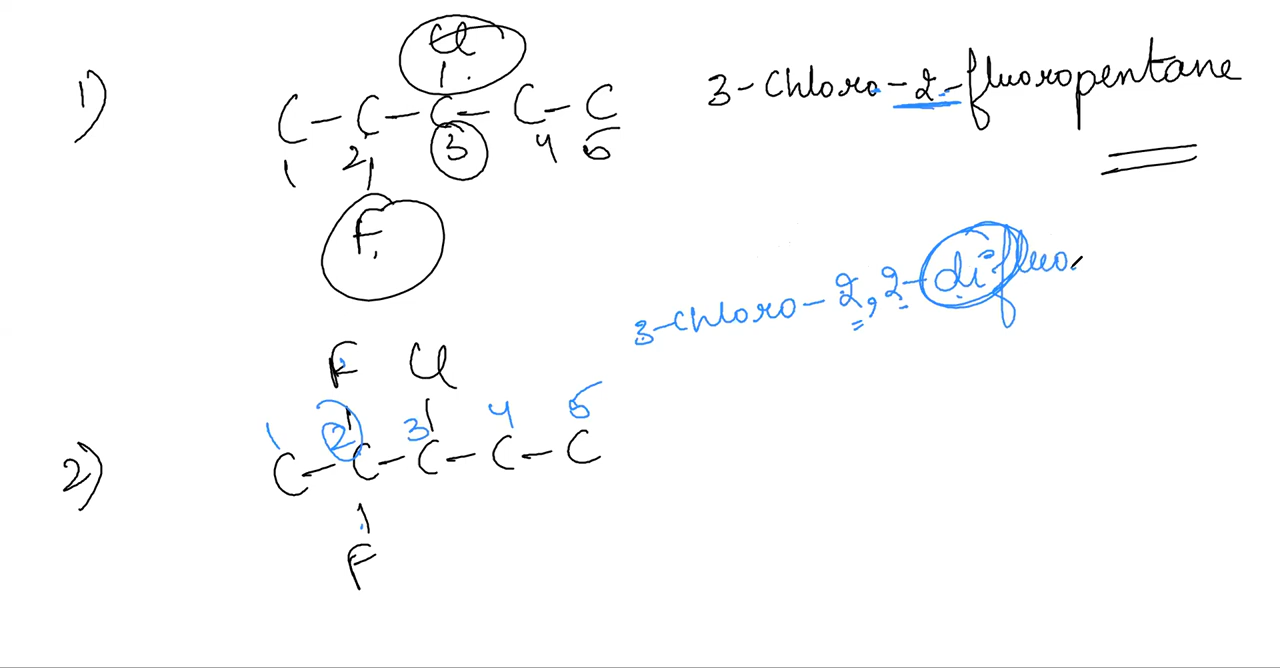 Cl
1) C-C-C-C-C 3-Chloro-2-fluoropentane
1 2 3 4 5
F
3-Chloro-2,2-difluo
F Cl
1 2 3 4 5
2) C-C-C-C-C
F